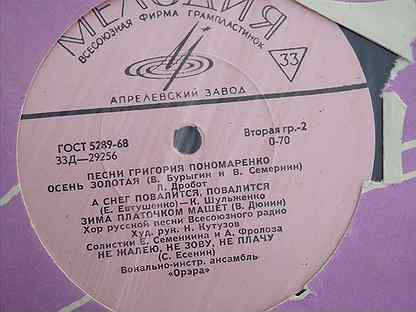 МЕЛОДИЯ
ВСЕСОЮЗНАЯ ФИРМА ГРАМПЛАСТИНОК
33
АПРЕЛЕВСКИЙ ЗАВОД
ГОСТ 5289-68
33Д—29256
Вторая гр.-2
0-70
ПЕСНИ ГРИГОРИЯ ПОНОМАРЕНКО
ОСЕНЬ ЗОЛОТАЯ (В. Бурыгин и В. Семернин)
Л. Дробот
А СНЕГ ПОВАЛИТСЯ, ПОВАЛИТСЯ
(Е. Евтушенко)—К. Шульженко
ЗИМА ПЛАТОЧКОМ МАШЕТ (В. Дюнин)
Хор русской песни Всесоюзного радио
Худ. рук. Н. Кутузов
Солистки Е. Семенкина и А. Фролова
НЕ ЖАЛЕЮ, НЕ ЗОВУ, НЕ ПЛАЧУ
(С. Есенин)
Вокально-инстр. ансамбль
«Орэра»